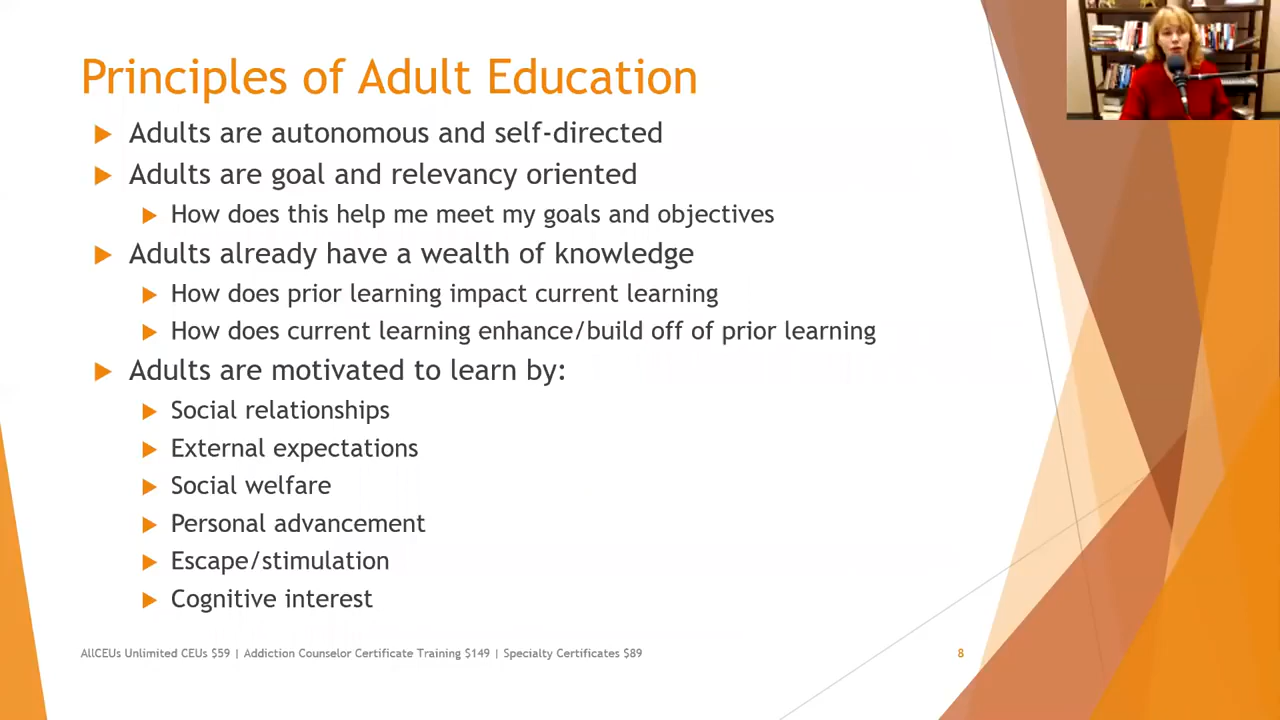 Principles of Adult Education
Adults are autonomous and self-directed
Adults are goal and relevancy oriented
How does this help me meet my goals and objectives
Adults already have a wealth of knowledge
How does prior learning impact current learning
How does current learning enhance/build off of prior learning
Adults are motivated to learn by:
Social relationships
External expectations
Social welfare
Personal advancement
Escape/stimulation
Cognitive interest
AllCEUs Unlimited CEUs $59 | Addiction Counselor Certificate Training $149 | Specialty Certificates $89
8